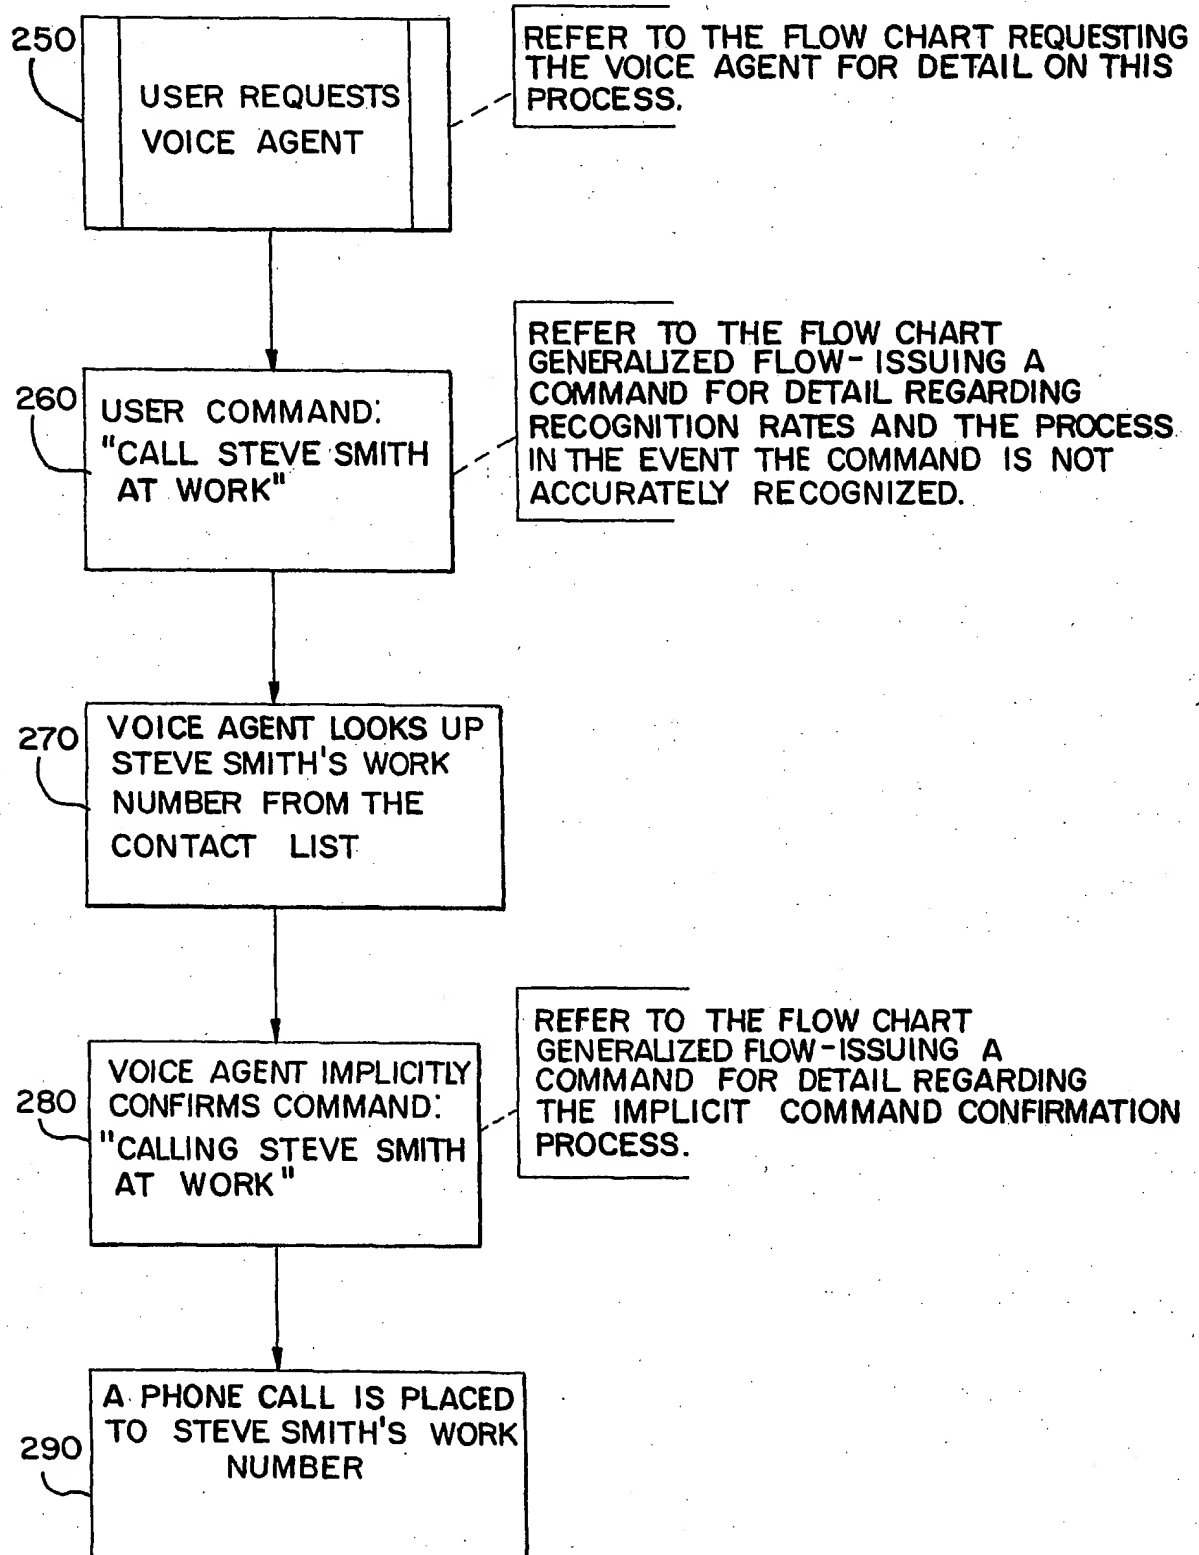 250
USER REQUESTS
VOICE AGENT
REFER TO THE FLOW CHART REQUESTING
THE VOICE AGENT FOR DETAIL ON THIS
PROCESS.
260
USER COMMAND:
"CALL STEVE SMITH
AT WORK"
REFER TO THE FLOW CHART
GENERALIZED FLOW-ISSUING A
COMMAND FOR DETAIL REGARDING
RECOGNITION RATES AND THE PROCESS
IN THE EVENT THE COMMAND IS NOT
ACCURATELY RECOGNIZED.
270
VOICE AGENT LOOKS UP
STEVE SMITH'S WORK
NUMBER FROM THE
CONTACT LIST
280
VOICE AGENT IMPLICITLY
CONFIRMS COMMAND:
"CALLING STEVE SMITH
AT WORK"
REFER TO THE FLOW CHART
GENERALIZED FLOW-ISSUING A
COMMAND FOR DETAIL REGARDING
THE IMPLICIT COMMAND CONFIRMATION
PROCESS.
290
A PHONE CALL IS PLACED
TO STEVE SMITH'S WORK
NUMBER